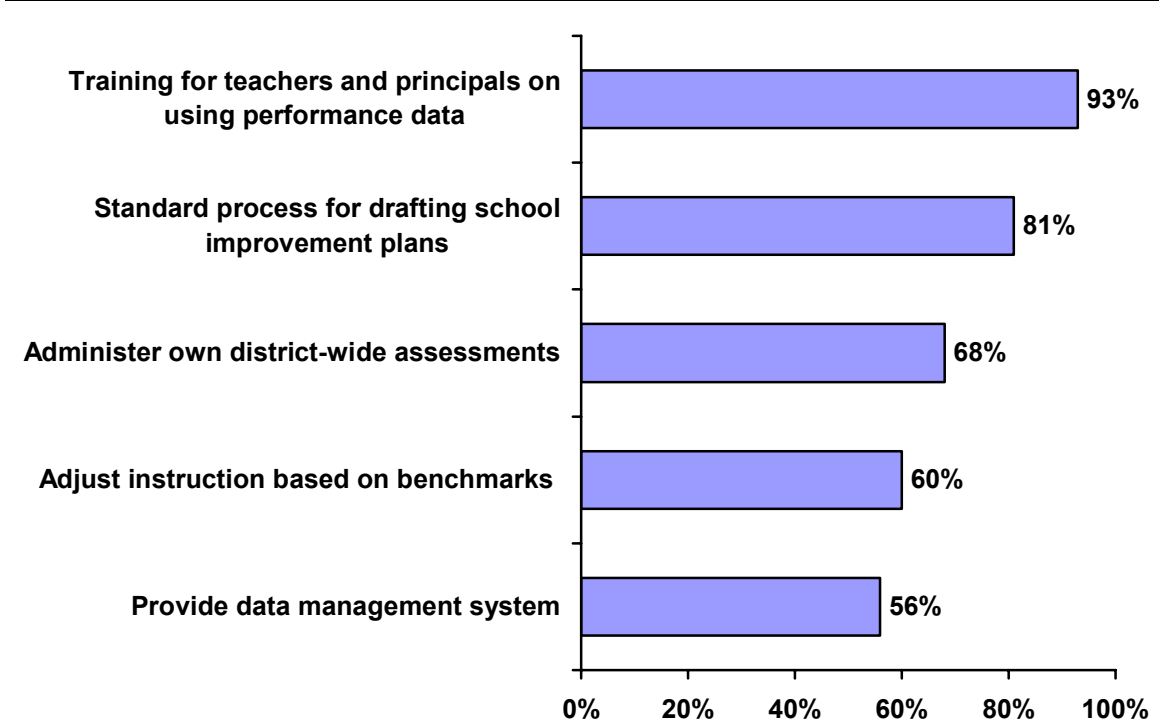 Training for teachers and principals on
using performance data
93%
Standard process for drafting school
improvement plans
81%
Administer own district-wide assessments
68%
Adjust instruction based on benchmarks
60%
Provide data management system
56%
0% 20% 40% 60% 80% 100%